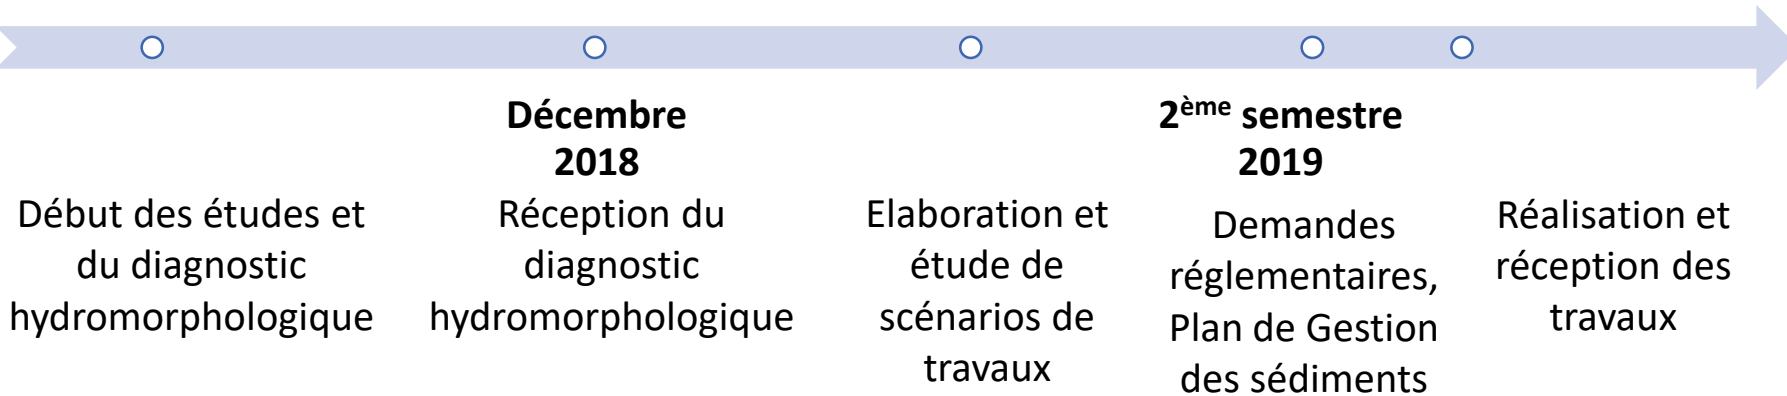 Début des études et
du diagnostic
hydromorphologique
Décembre
2018
Réception du
diagnostic
hydromorphologique
Elaboration et
étude de
scénarios de
travaux
2ème semestre
2019
Demandes
réglementaires,
Plan de Gestion
des sédiments
Réalisation et
réception des
travaux